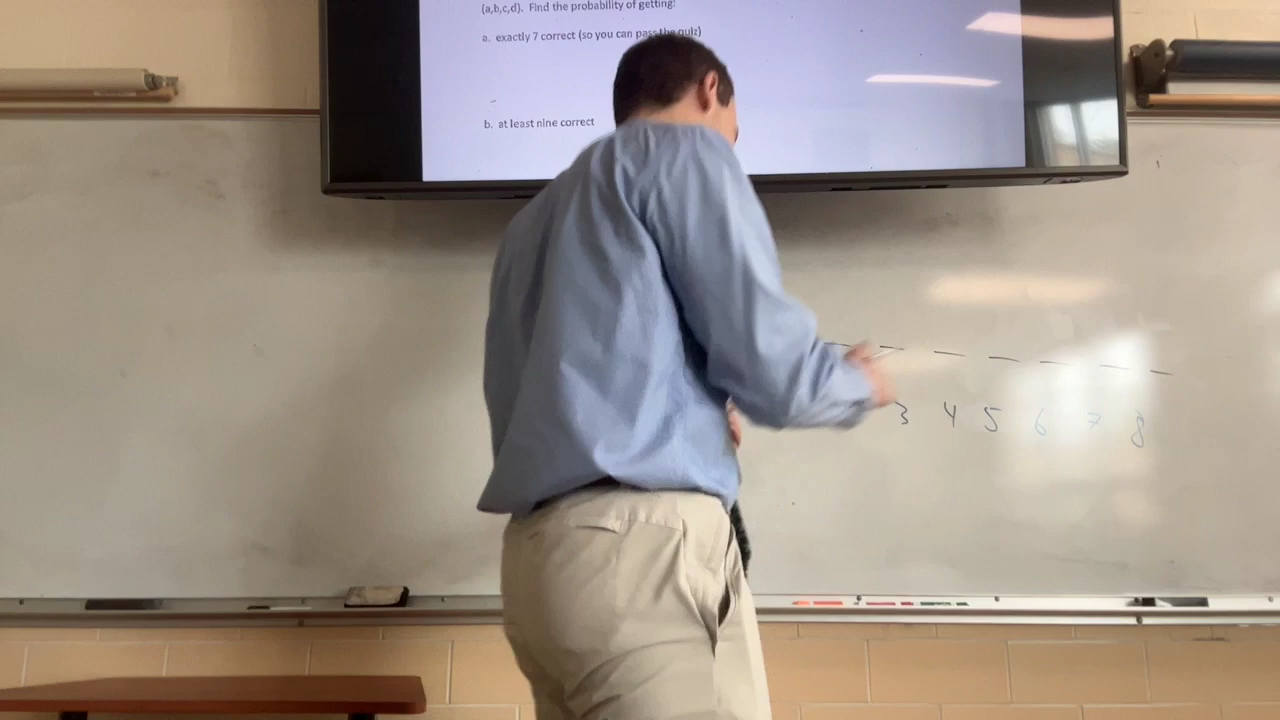 (a,b,c,d). Find the probability of getting:
a. exactly 7 correct (so you can pass the quiz)
b. at least nine correct
3 4 5 6 7 8